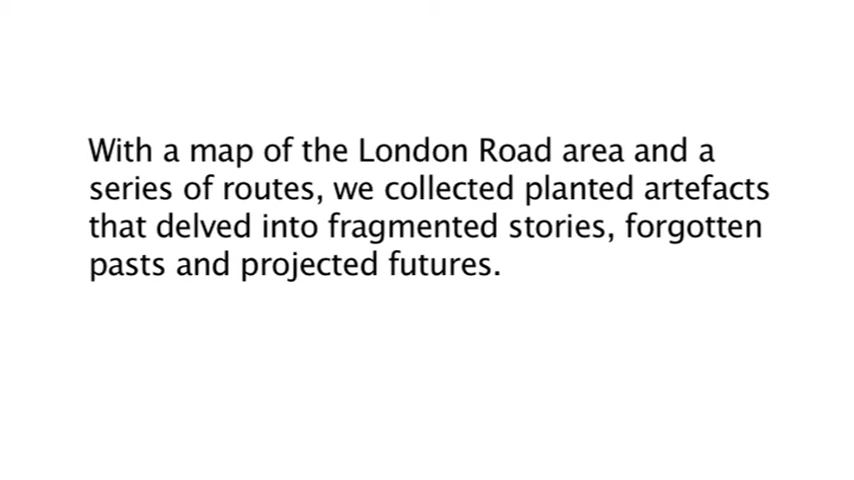 With a map of the London Road area and a
series of routes, we collected planted artefacts
that delved into fragmented stories, forgotten
pasts and projected futures.